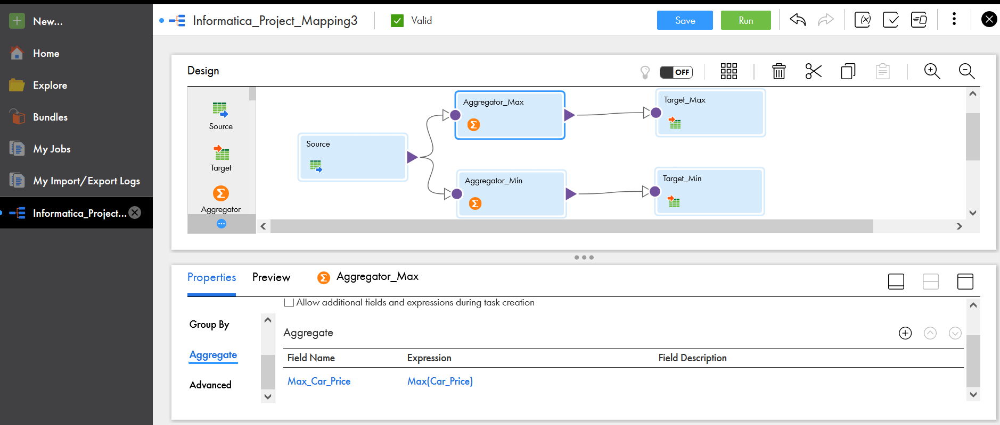 New...
Home
Explore
Bundles
My Jobs
My Import/Export Logs
Informatica_Project...
Informatica_Project_Mapping3
Valid
Save
Run
Design
OFF
Source
Target
Aggregator
Source
Aggregator_Max
Target_Max
Aggregator_Min
Target_Min
Properties
Preview
Aggregator_Max
Allow additional fields and expressions during task creation
Group By
Aggregate
Advanced
Aggregate
Field Name
Expression
Field Description
Max_Car_Price
Max(Car_Price)